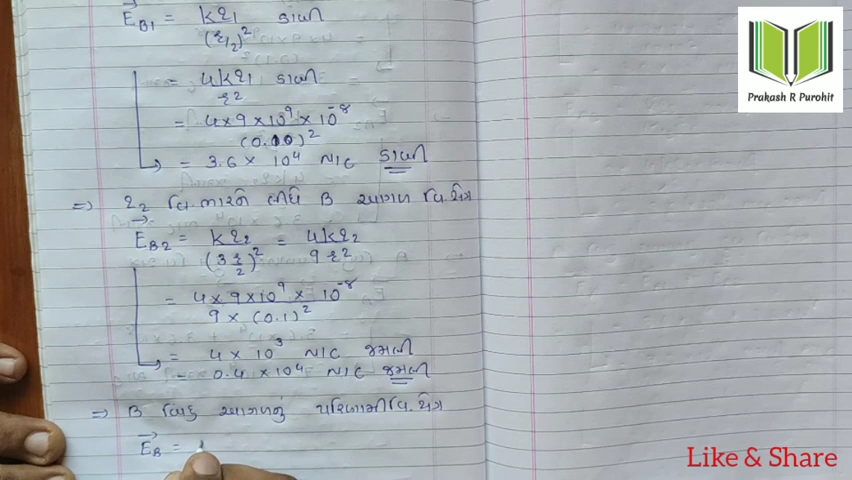 E⃗B1 = kq1 / (r/2)² ડાબી
= 4kq1 / r² ડાબી
= 4×9×10⁹×10⁻⁸ / (0.10)²
= 3.6 × 10⁴ N/C ડાબી
⇒ q2 વિ.ભારને લીધે B આગળ વિ.ક્ષેત્ર
E⃗B2 = kq2 / (3r/2)² = 4kq2 / 9r²
= 4×9×10⁹ × 10⁻⁸ / 9 × (0.1)²
= 4 × 10³ N/C જમણી
= 0.4 × 10⁴ N/C જમણી
⇒ B બિંદુ આગળનું પરિણામી વિ.ક્ષેત્ર
E⃗B =
Prakash R Purohit
Like & Share